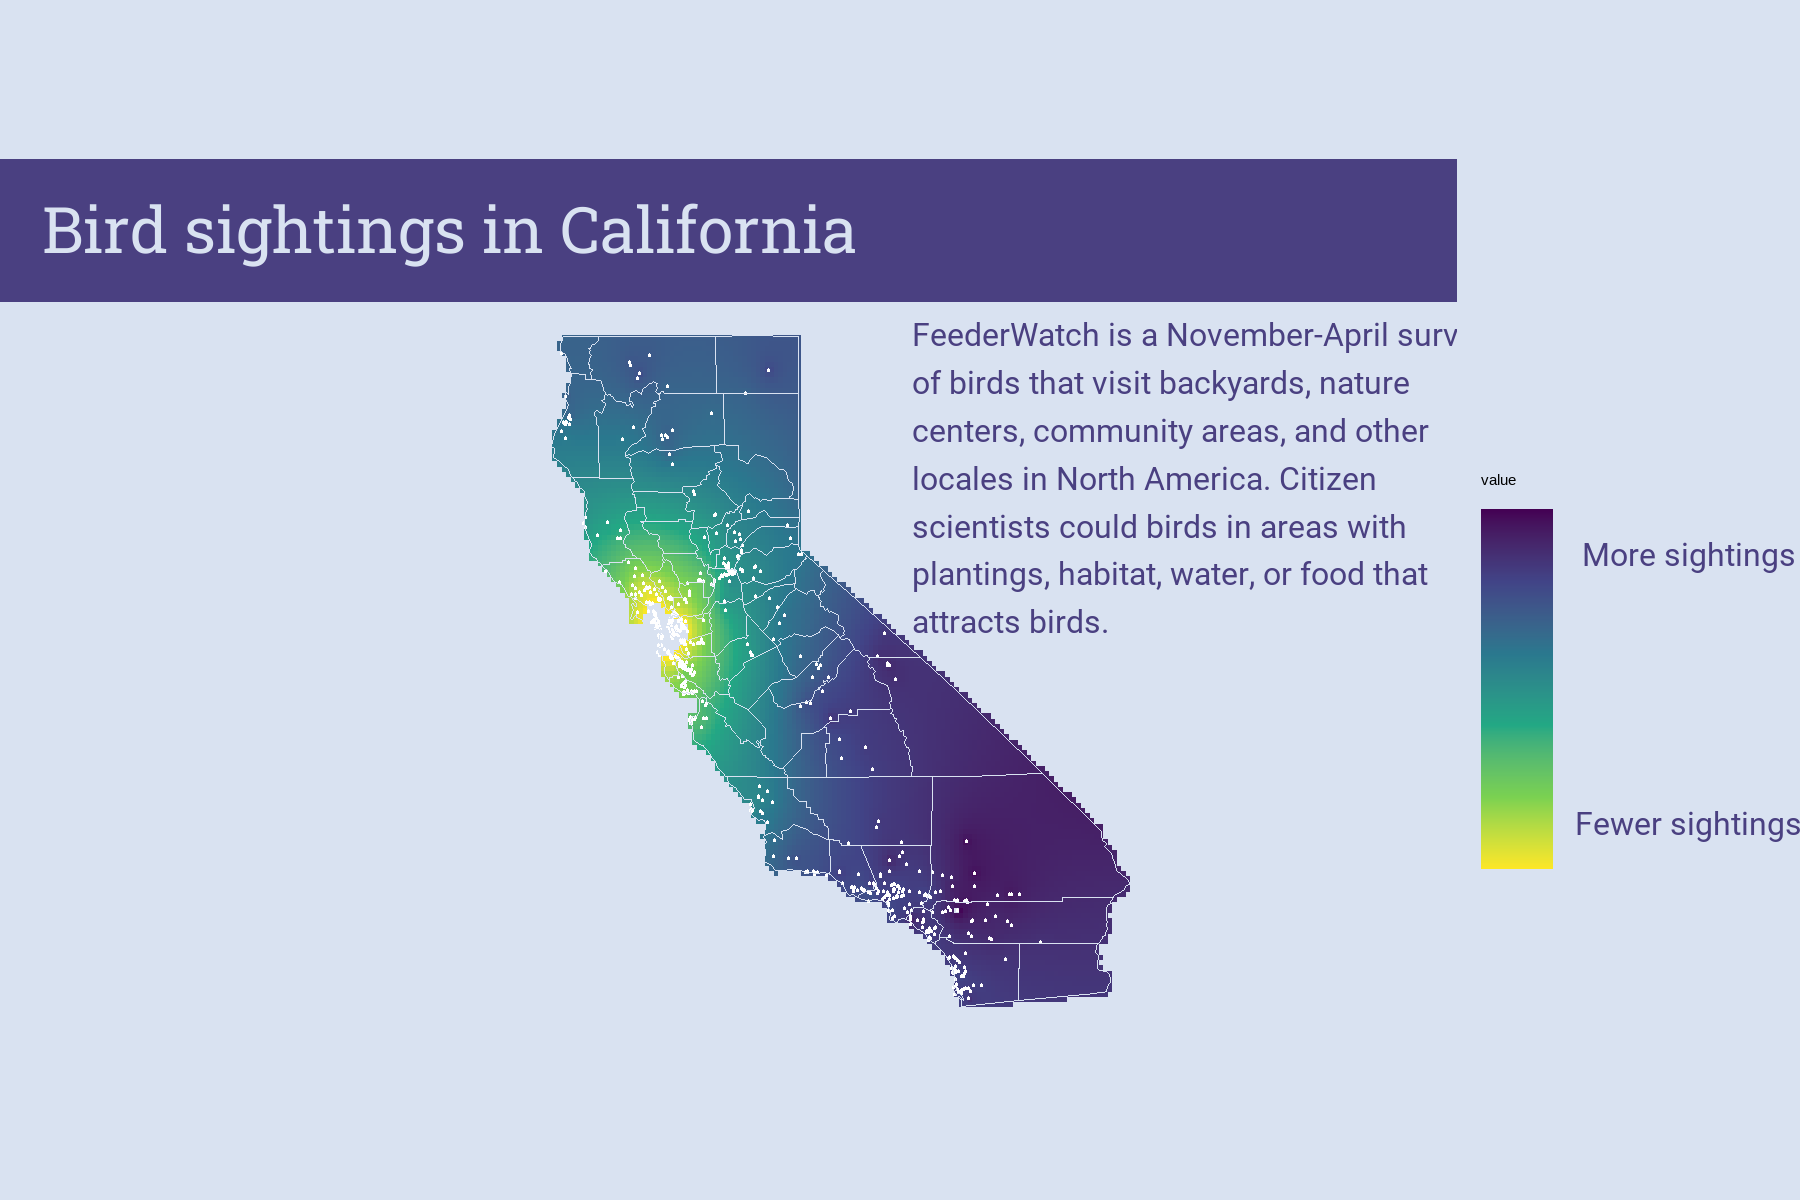 Bird sightings in California
FeederWatch is a November-April surv
of birds that visit backyards, nature
centers, community areas, and other
locales in North America. Citizen
scientists could birds in areas with
plantings, habitat, water, or food that
attracts birds.
value
More sightings
Fewer sightings